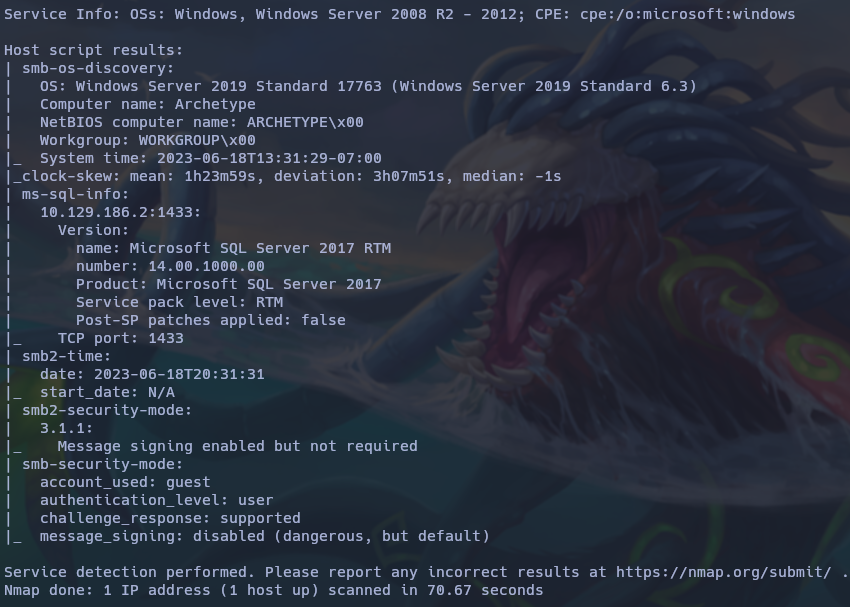 Service Info: OSs: Windows, Windows Server 2008 R2 - 2012; CPE: cpe:/o:microsoft:windows

Host script results:
| smb-os-discovery:
|   OS: Windows Server 2019 Standard 17763 (Windows Server 2019 Standard 6.3)
|   Computer name: Archetype
|   NetBIOS computer name: ARCHETYPE\x00
|   Workgroup: WORKGROUP\x00
|_  System time: 2023-06-18T13:31:29-07:00
|_clock-skew: mean: 1h23m59s, deviation: 3h07m51s, median: -1s
| ms-sql-info:
|   10.129.186.2:1433:
|     Version:
|       name: Microsoft SQL Server 2017 RTM
|       number: 14.00.1000.00
|       Product: Microsoft SQL Server 2017
|       Service pack level: RTM
|       Post-SP patches applied: false
|_    TCP port: 1433
| smb2-time:
|   date: 2023-06-18T20:31:31
|_  start_date: N/A
| smb2-security-mode:
|   3.1.1:
|_    Message signing enabled but not required
| smb-security-mode:
|   account_used: guest
|   authentication_level: user
|   challenge_response: supported
|_  message_signing: disabled (dangerous, but default)

Service detection performed. Please report any incorrect results at https://nmap.org/submit/ .
Nmap done: 1 IP address (1 host up) scanned in 70.67 seconds